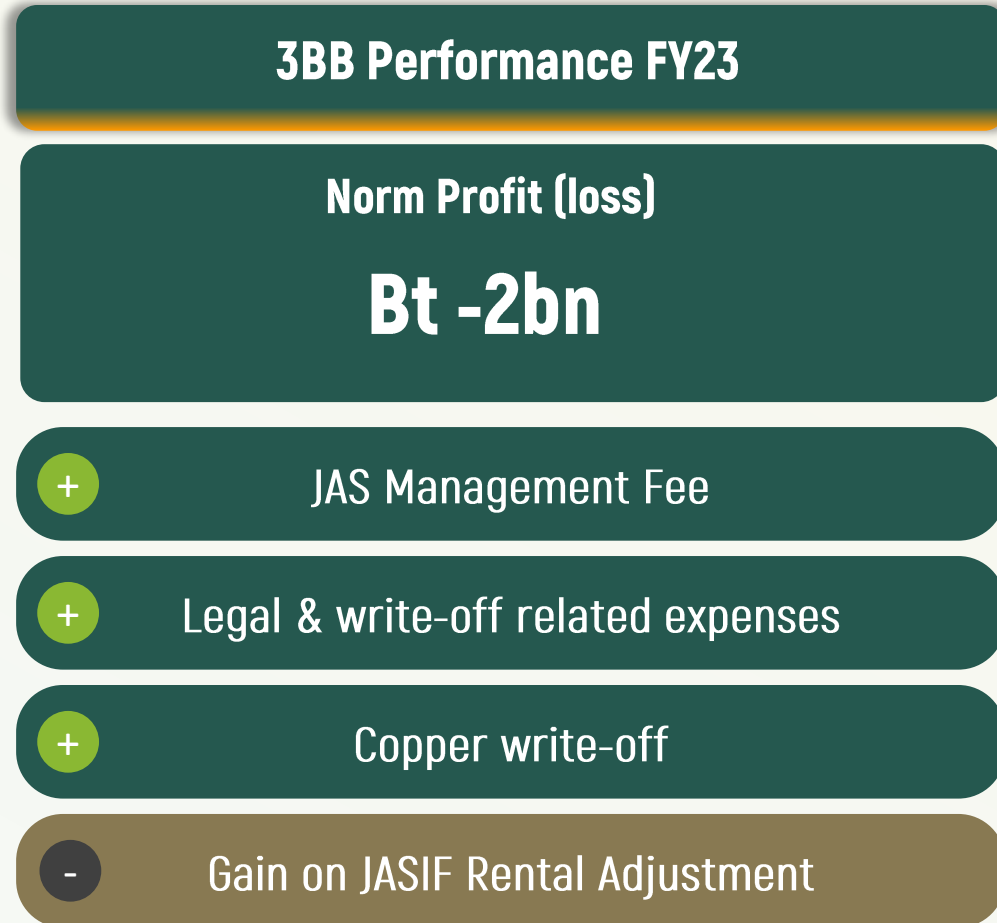 3BB Performance FY23
Norm Profit (loss)
Bt -2bn
+ JAS Management Fee
+ Legal & write-off related expenses
+ Copper write-off
- Gain on JASIF Rental Adjustment